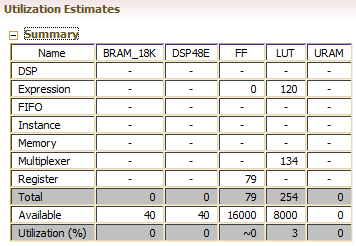 Utilization Estimates
Summary
Name BRAM_18K DSP48E FF LUT URAM
DSP - - - - -
Expression - - 0 120 -
FIFO - - - - -
Instance - - - - -
Memory - - - - -
Multiplexer - - - 134 -
Register - - 79 - -
Total 0 0 79 254 0
Available 40 40 16000 8000 0
Utilization (%) 0 0 ~0 3 0